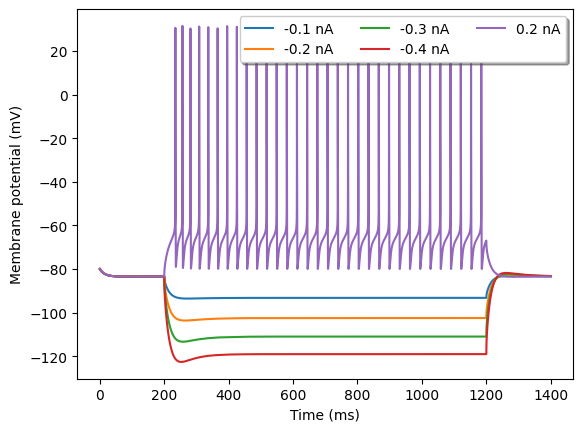 -0.1 nA
-0.2 nA
-0.3 nA
-0.4 nA
0.2 nA
Membrane potential (mV)
20
0
−20
−40
−60
−80
−100
−120
0 200 400 600 800 1000 1200 1400
Time (ms)